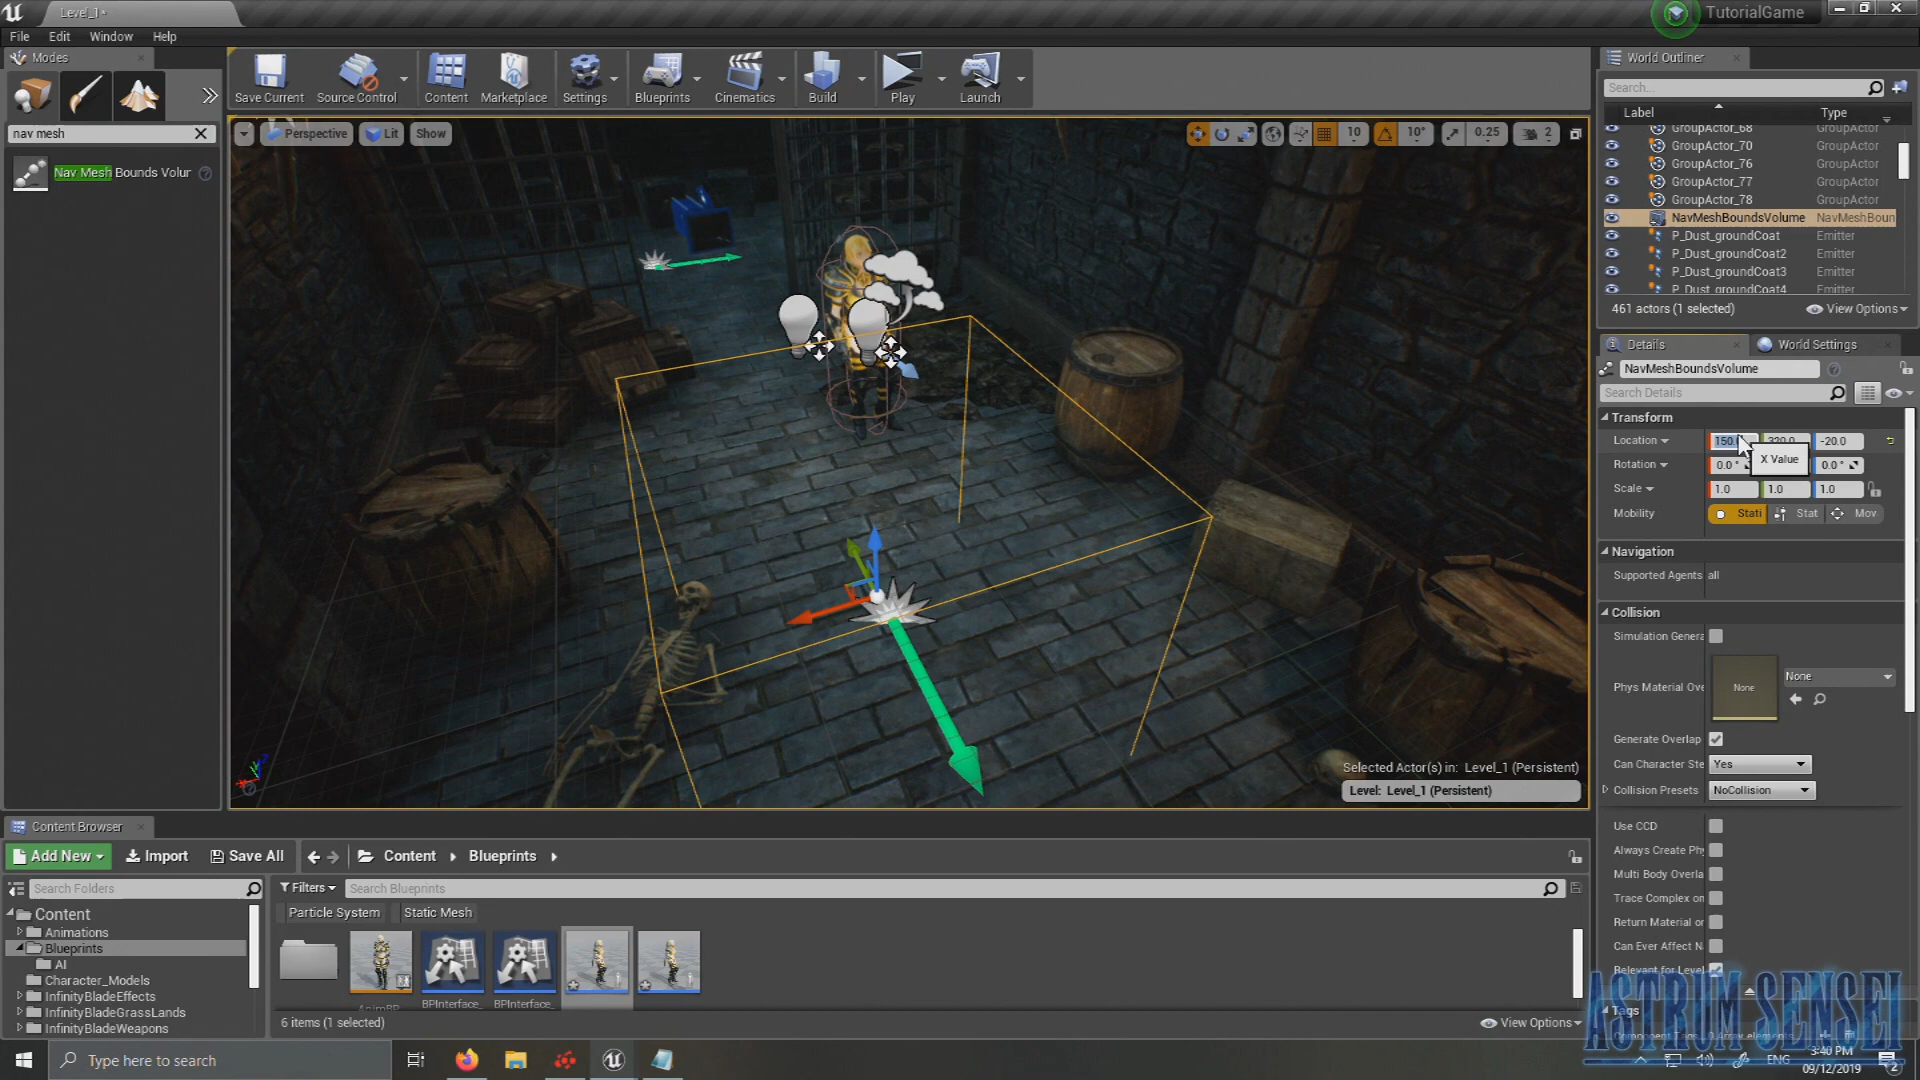 Level_1*
TutorialGame
File Edit Window Help
Modes
nav mesh
Nav Mesh Bounds Volur
Save Current
Source Control
Content
Marketplace
Settings
Blueprints
Cinematics
Build
Play
Launch
Perspective
Lit
Show
10
10°
0.25
2
Selected Actor(s) in: Level_1 (Persistent)
Level: Level_1 (Persistent)
World Outliner
Search...
Label Type
GroupActor_68 GroupActor
GroupActor_70 GroupActor
GroupActor_76 GroupActor
GroupActor_77 GroupActor
GroupActor_78 GroupActor
NavMeshBoundsVolume NavMeshBoun
P_Dust_groundCoat Emitter
P_Dust_groundCoat2 Emitter
P_Dust_groundCoat3 Emitter
P_Dust_groundCoat4 Emitter
461 actors (1 selected)
View Options
Details
World Settings
NavMeshBoundsVolume
Search Details
Transform
Location 150. 320.0 -20.0
X Value
Rotation 0.0 ° 0.0 °
Scale 1.0 1.0 1.0
Mobility Stati Stat Mov
Navigation
Supported Agents all
Collision
Simulation Genera
Phys Material Ove None None
Generate Overlap
Can Character Ste Yes
Collision Presets NoCollision
Use CCD
Always Create Phy
Multi Body Overla
Trace Complex on
Return Material or
Can Ever Affect N
Relevant for Level
Tags
ASTRUM SENSEI
Content Browser
Add New Import Save All Content Blueprints
Search Folders
Content
Animations
Blueprints
AI
Character_Models
InfinityBladeEffects
InfinityBladeGrassLands
InfinityBladeWeapons
Filters Search Blueprints
Particle System Static Mesh
AnimBP
BPInterface_
BPInterface_
6 items (1 selected)
View Options
Type here to search
ENG
3:40 PM
09/12/2019
2